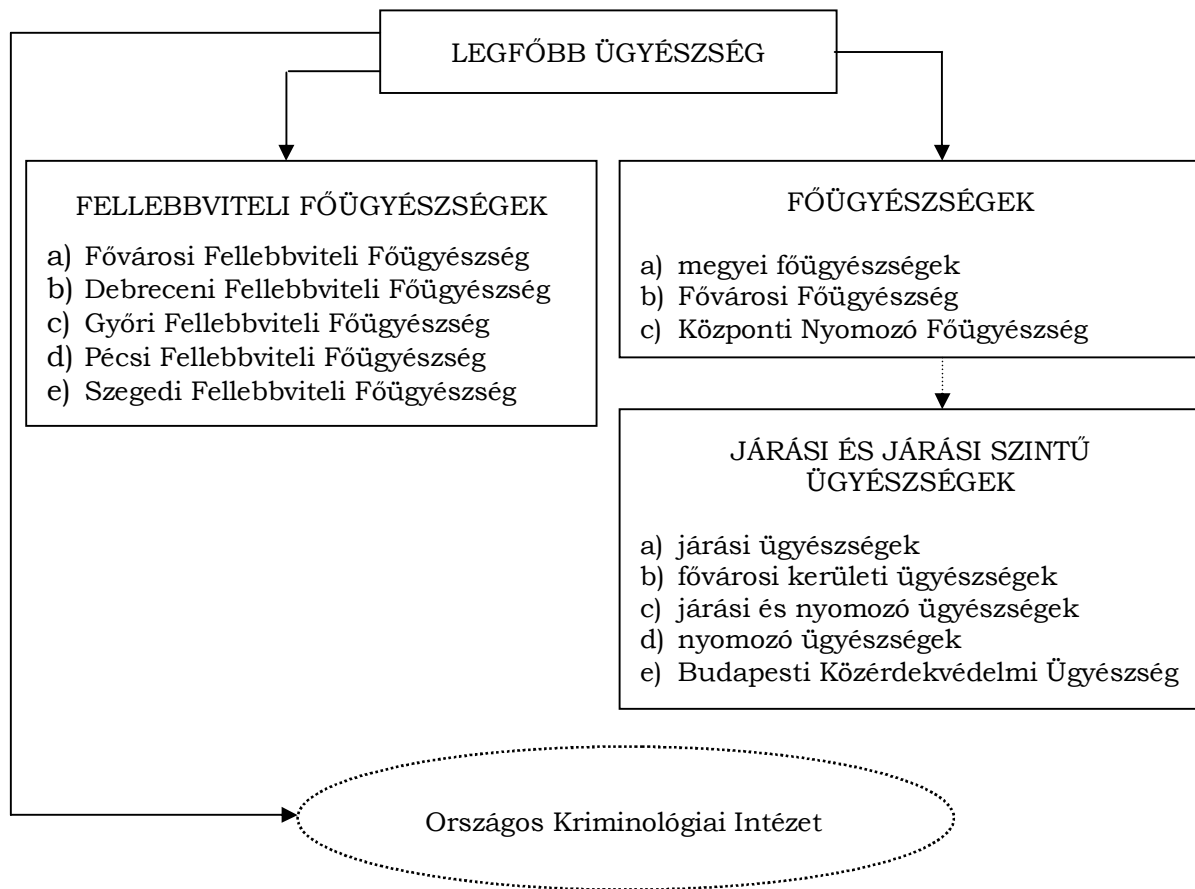 LEGFŐBB ÜGYÉSZSÉG
FELLEBBVITELI FŐÜGYÉSZSÉGEK
a) Fővárosi Fellebbviteli Főügyészség
b) Debreceni Fellebbviteli Főügyészség
c) Győri Fellebbviteli Főügyészség
d) Pécsi Fellebbviteli Főügyészség
e) Szegedi Fellebbviteli Főügyészség
FŐÜGYÉSZSÉGEK
a) megyei főügyészségek
b) Fővárosi Főügyészség
c) Központi Nyomozó Főügyészség
JÁRÁSI ÉS JÁRÁSI SZINTŰ
ÜGYÉSZSÉGEK
a) járási ügyészségek
b) fővárosi kerületi ügyészségek
c) járási és nyomozó ügyészségek
d) nyomozó ügyészségek
e) Budapesti Közérdekvédelmi Ügyészség
Országos Kriminológiai Intézet